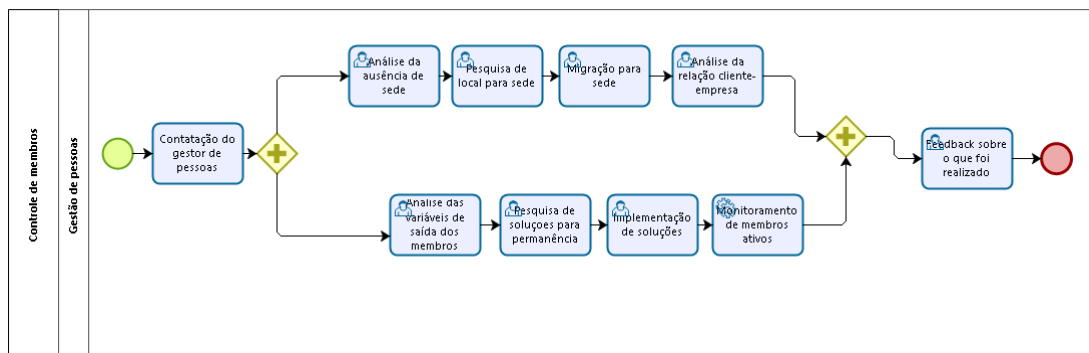 Controle de membros
Gestão de pessoas
Contatação do
gestor de
pessoas
Análise da
ausência de
sede
Pesquisa de
local para sede
Migração para
sede
Análise da
relação cliente-
empresa
Analise das
variáveis de
saída dos
membros
Pesquisa de
soluçoes para
permanência
Implementação
de soluções
Monitoramento
de membros
ativos
Feedback sobre
o que foi
realizado